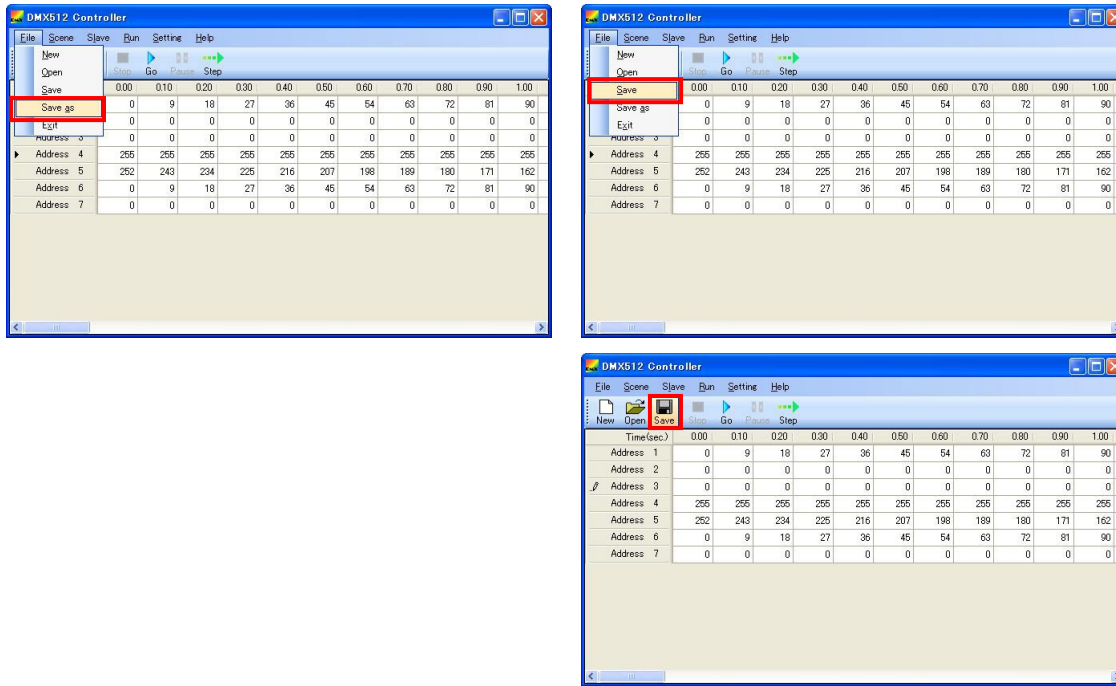 DMX512 Controller
File Scene Slave Run Setting Help
New
Open
Save
Save as
Exit
Stop Go Pause Step
0.00 0.10 0.20 0.30 0.40 0.50 0.60 0.70 0.80 0.90 1.00
0 9 18 27 36 45 54 63 72 81 90
0 0 0 0 0 0 0 0 0 0 0
Address 3 0 0 0 0 0 0 0 0 0 0 0
Address 4 255 255 255 255 255 255 255 255 255 255 255
Address 5 252 243 234 225 216 207 198 189 180 171 162
Address 6 0 9 18 27 36 45 54 63 72 81 90
Address 7 0 0 0 0 0 0 0 0 0 0 0
DMX512 Controller
File Scene Slave Run Setting Help
New
Open
Save
Save as
Exit
Stop Go Pause Step
0.00 0.10 0.20 0.30 0.40 0.50 0.60 0.70 0.80 0.90 1.00
0 9 18 27 36 45 54 63 72 81 90
0 0 0 0 0 0 0 0 0 0 0
Address 3 0 0 0 0 0 0 0 0 0 0 0
Address 4 255 255 255 255 255 255 255 255 255 255 255
Address 5 252 243 234 225 216 207 198 189 180 171 162
Address 6 0 9 18 27 36 45 54 63 72 81 90
Address 7 0 0 0 0 0 0 0 0 0 0 0
DMX512 Controller
File Scene Slave Run Setting Help
New Open Save Stop Go Pause Step
Time(sec.) 0.00 0.10 0.20 0.30 0.40 0.50 0.60 0.70 0.80 0.90 1.00
Address 1 0 9 18 27 36 45 54 63 72 81 90
Address 2 0 0 0 0 0 0 0 0 0 0 0
Address 3 0 0 0 0 0 0 0 0 0 0 0
Address 4 255 255 255 255 255 255 255 255 255 255 255
Address 5 252 243 234 225 216 207 198 189 180 171 162
Address 6 0 9 18 27 36 45 54 63 72 81 90
Address 7 0 0 0 0 0 0 0 0 0 0 0